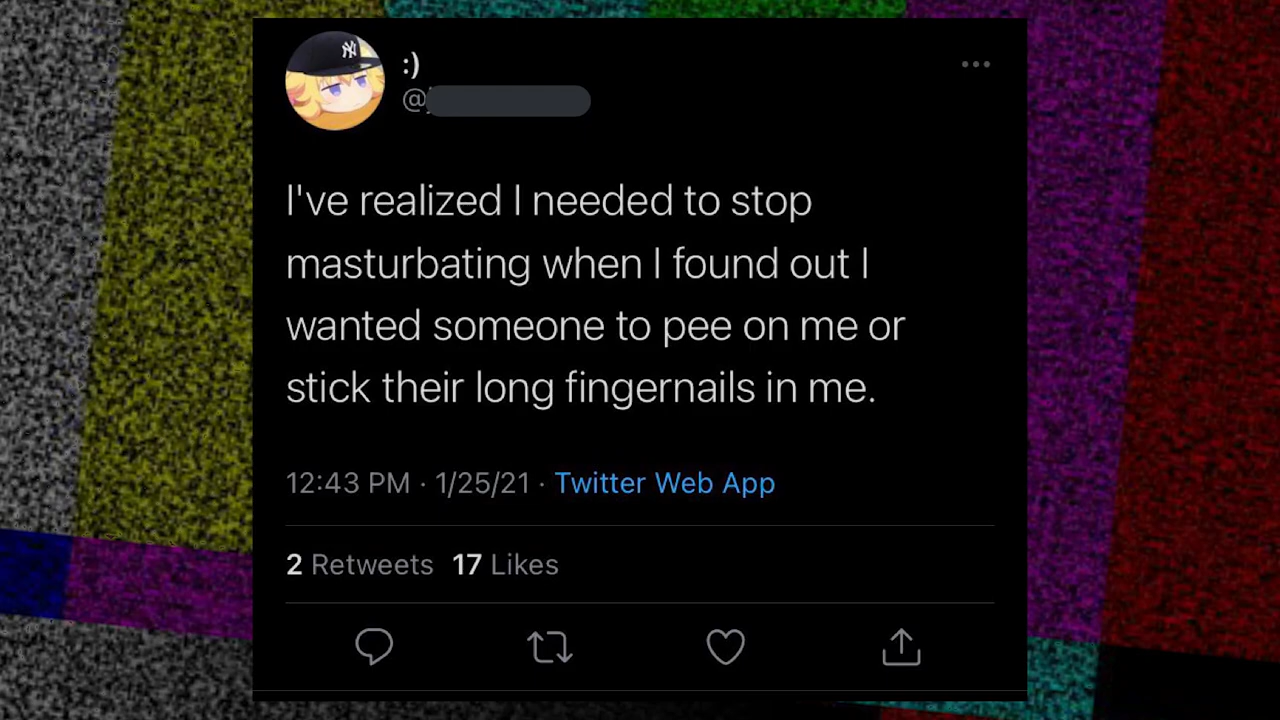 NY
:)
@
I've realized I needed to stop
masturbating when I found out I
wanted someone to pee on me or
stick their long fingernails in me.
12:43 PM · 1/25/21 · Twitter Web App
2 Retweets 17 Likes